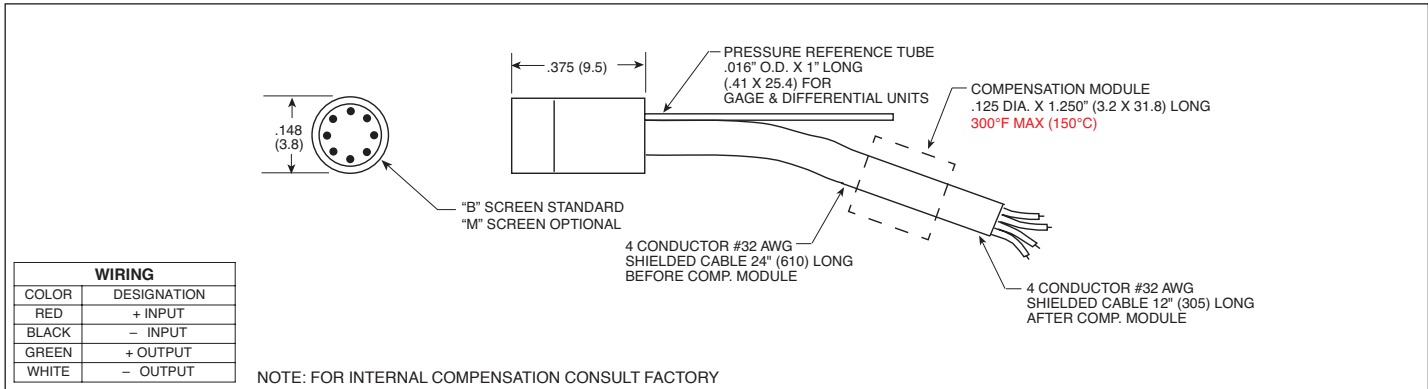 .375 (9.5)
PRESSURE REFERENCE TUBE
.016" O.D. X 1" LONG
(.41 X 25.4) FOR
GAGE & DIFFERENTIAL UNITS
COMPENSATION MODULE
.125 DIA. X 1.250" (3.2 X 31.8) LONG
300°F MAX (150°C)
.148
(3.8)
“B” SCREEN STANDARD
“M” SCREEN OPTIONAL
4 CONDUCTOR #32 AWG
SHIELDED CABLE 24" (610) LONG
BEFORE COMP. MODULE
4 CONDUCTOR #32 AWG
SHIELDED CABLE 12" (305) LONG
AFTER COMP. MODULE
WIRING
COLOR DESIGNATION
RED + INPUT
BLACK – INPUT
GREEN + OUTPUT
WHITE – OUTPUT
NOTE: FOR INTERNAL COMPENSATION CONSULT FACTORY